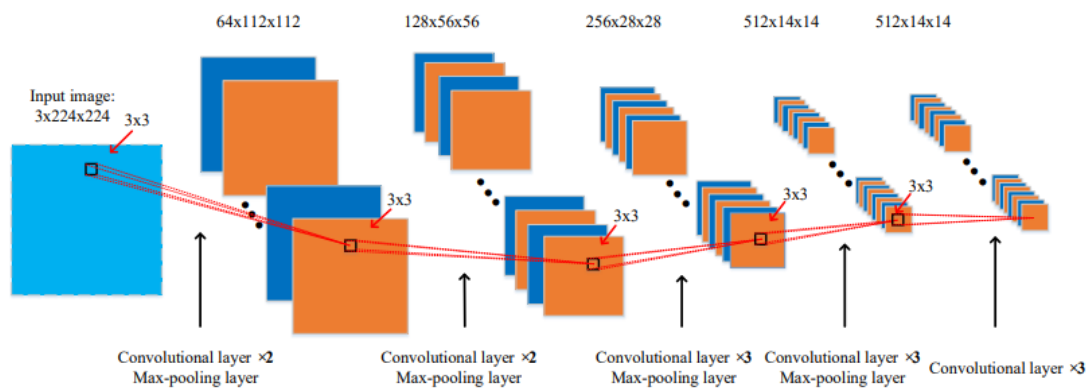 64x112x112
128x56x56
256x28x28
512x14x14
512x14x14
Input image:
3x224x224
3x3
3x3
3x3
3x3
3x3
Convolutional layer ×2
Max-pooling layer
Convolutional layer ×2
Max-pooling layer
Convolutional layer ×3
Max-pooling layer
Convolutional layer ×3
Max-pooling layer
Convolutional layer ×3